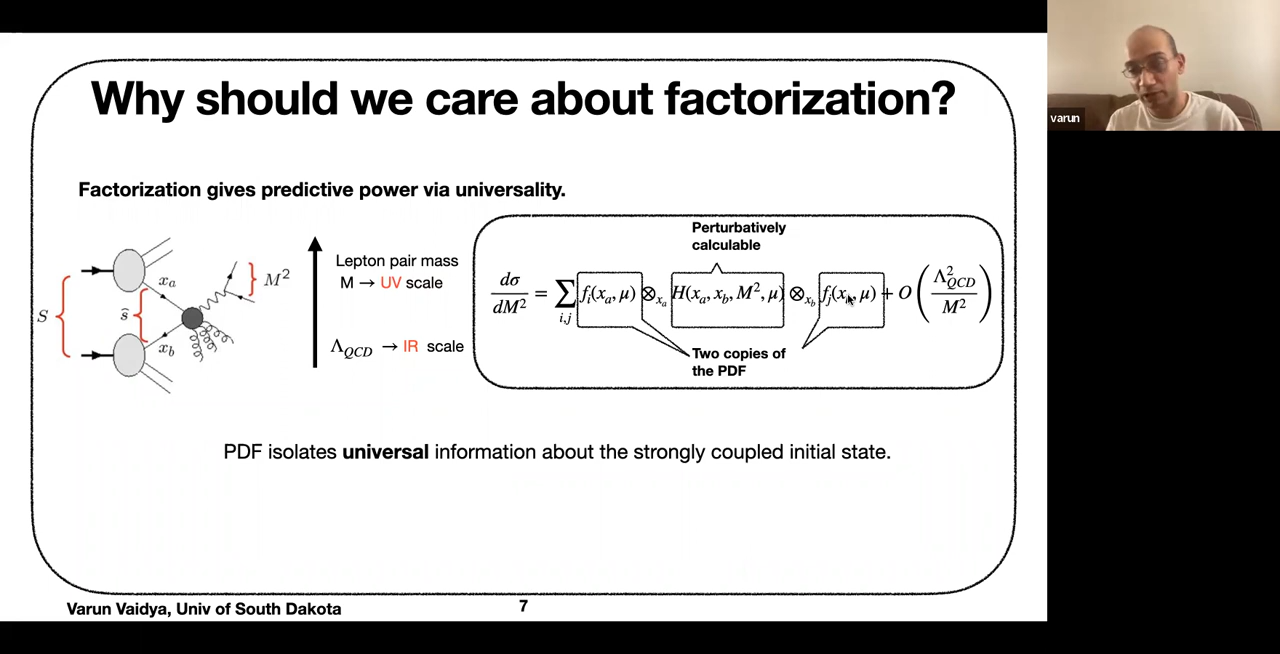 Why should we care about factorization?
Factorization gives predictive power via universality.
S
ŝ
x_a
x_b
M²
Lepton pair mass
M → UV scale
Λ_QCD → IR scale
Perturbatively
calculable
dσ/dM² = ∑_{i,j} f_i(x_a, μ) ⊗_{x_a} H(x_a, x_b, M², μ) ⊗_{x_b} f_j(x_b, μ) + O(Λ²_QCD/M²)
Two copies of
the PDF
PDF isolates universal information about the strongly coupled initial state.
Varun Vaidya, Univ of South Dakota
7
varun